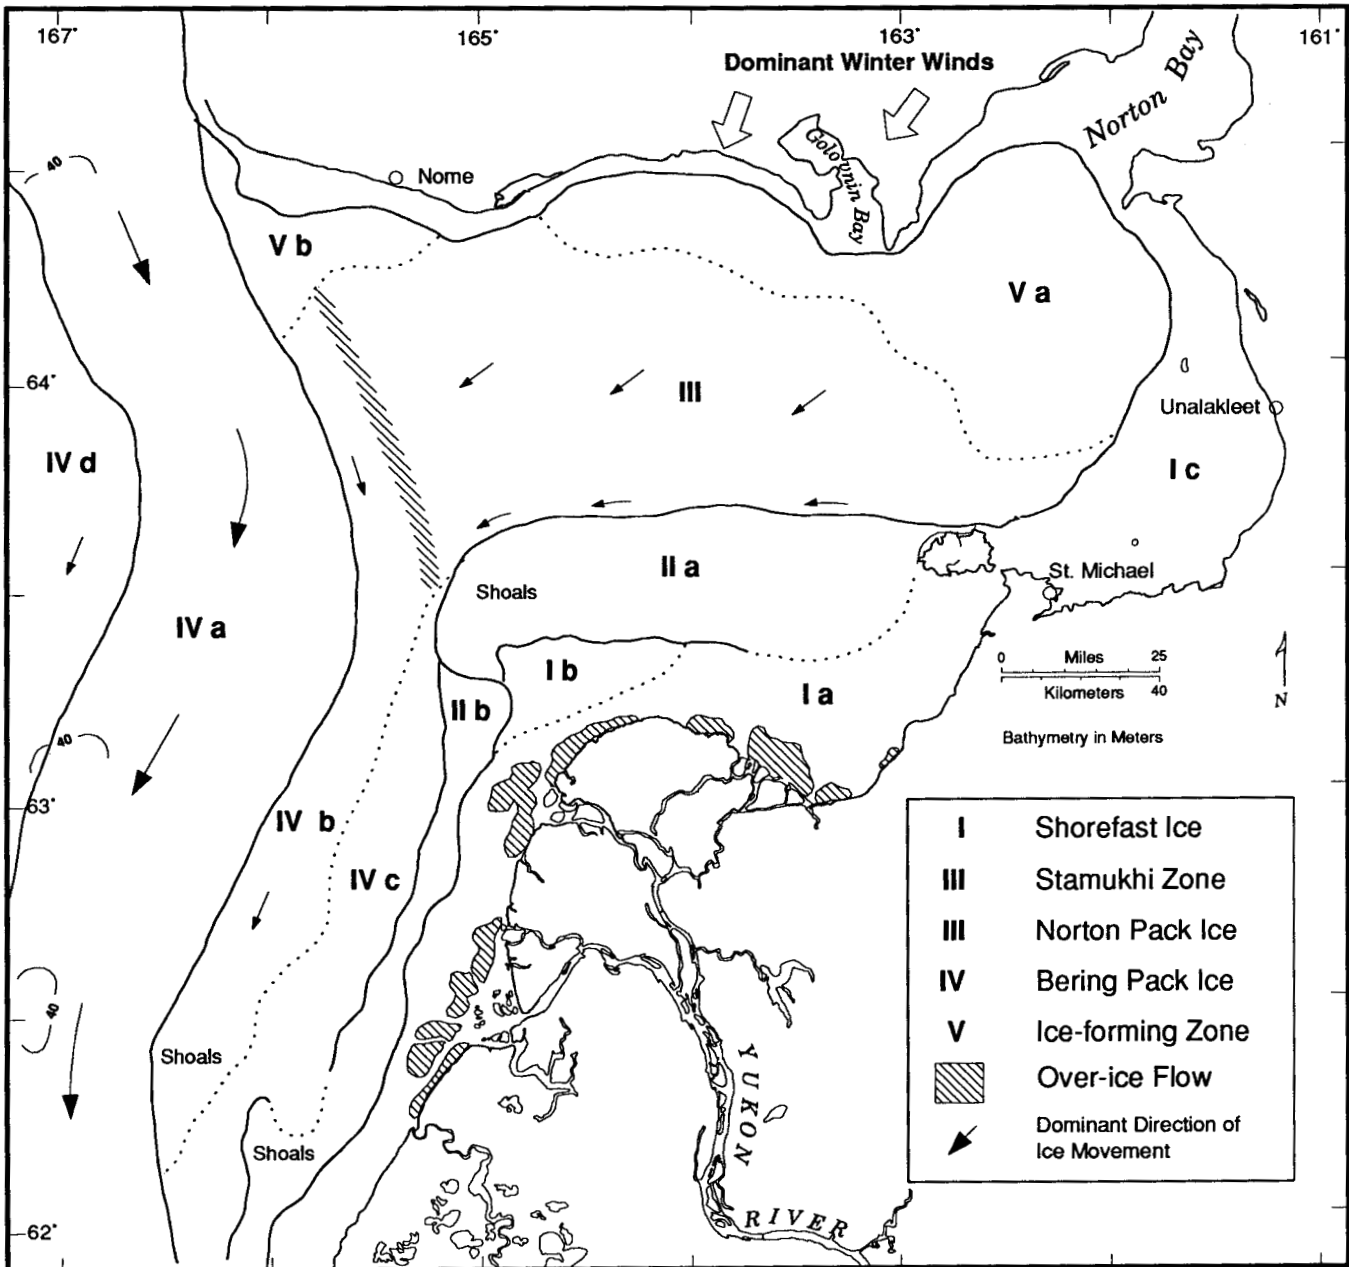 167°
165°
163°
161°
Dominant Winter Winds
Norton Bay
Golovnin Bay
40
Nome
V b
V a
64°
III
Unalakleet
IV d
I c
II a
St. Michael
Shoals
IV a
0 Miles 25
Kilometers 40
N
I b
I a
II b
Bathymetry in Meters
40
63°
IV b
IV c
I Shorefast Ice
III Stamukhi Zone
III Norton Pack Ice
IV Bering Pack Ice
V Ice-forming Zone
Over-ice Flow
Dominant Direction of
Ice Movement
40
Shoals
Shoals
YUKON
RIVER
62°